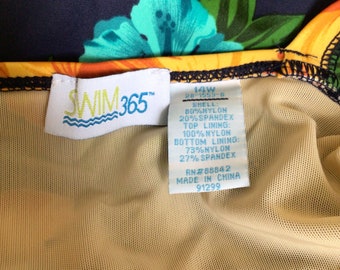 SWIM365™
14W
SHELL:
80%NYLON
20%SPANDEX
TOP LINING:
100%NYLON
BOTTOM LINING:
73%NYLON
27%SPANDEX
RN#88842
MADE IN CHINA
91299